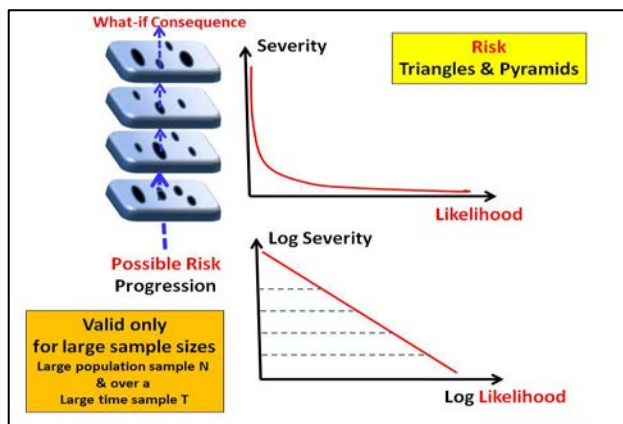 What-if Consequence
Possible Risk
Progression
Valid only
for large sample sizes
Large population sample N
& over a
Large time sample T
Severity
Likelihood
Risk
Triangles & Pyramids
Log Severity
Log Likelihood